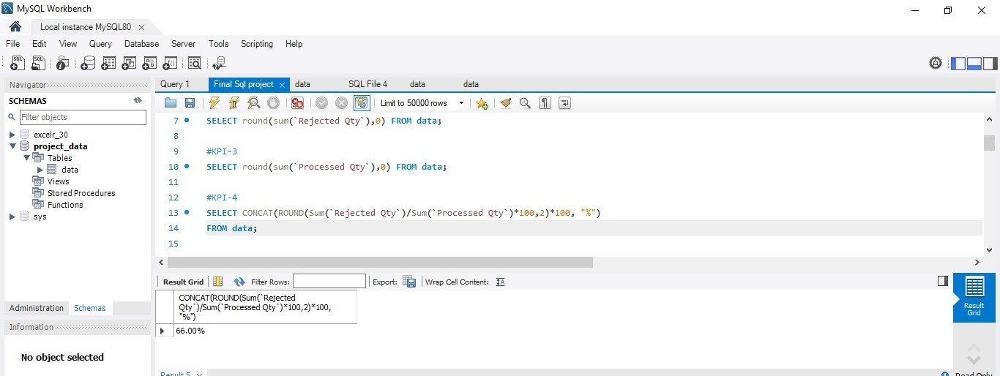 MySQL Workbench
Local instance MySQL80
File Edit View Query Database Server Tools Scripting Help
Navigator
SCHEMAS
Filter objects
excelr_30
project_data
Tables
data
Views
Stored Procedures
Functions
sys
Administration Schemas
Information
No object selected
Query 1 Final Sql project data SQL File 4 data data
Limit to 50000 rows
7 SELECT round(sum(`Rejected Qty`),0) FROM data;
8
9 #KPI-3
10 SELECT round(sum(`Processed Qty`),0) FROM data;
11
12 #KPI-4
13 SELECT CONCAT(ROUND(Sum(`Rejected Qty`)/Sum(`Processed Qty`)*100,2)*100, "%")
14 FROM data;
15
Result Grid Filter Rows: Export: Wrap Cell Content:
CONCAT(ROUND(Sum(`Rejected
Qty`)/Sum(`Processed Qty`)*100,2)*100,
"%")
66.00%
Result
Grid
Result 5
Read Only